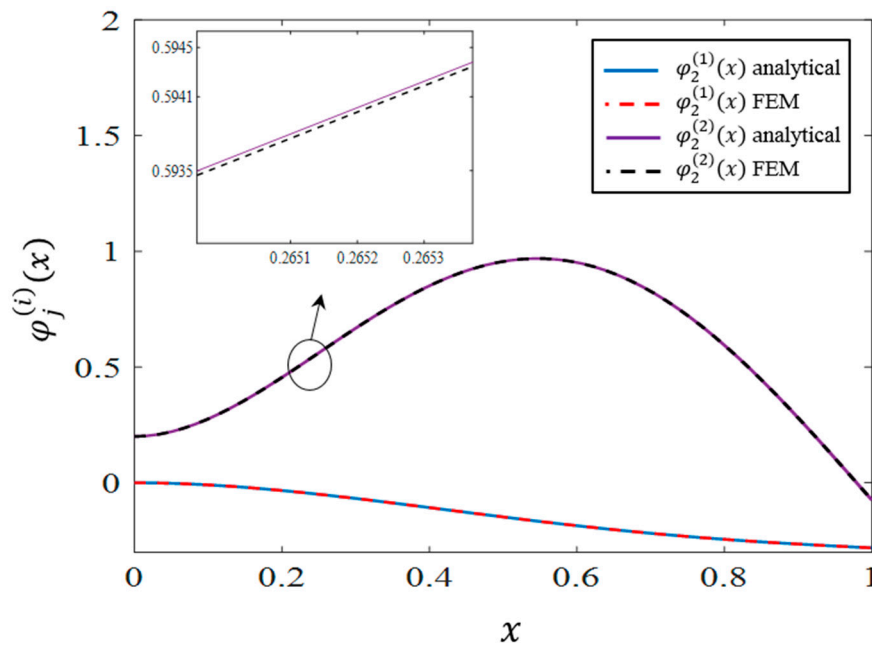 2
1.5
1
0.5
0
φ_j^(i)(x)
0.5945
0.5941
0.5935
0.2651 0.2652 0.2653
φ₂^(1)(x) analytical
φ₂^(1)(x) FEM
φ₂^(2)(x) analytical
φ₂^(2)(x) FEM
0 0.2 0.4 0.6 0.8 1
x